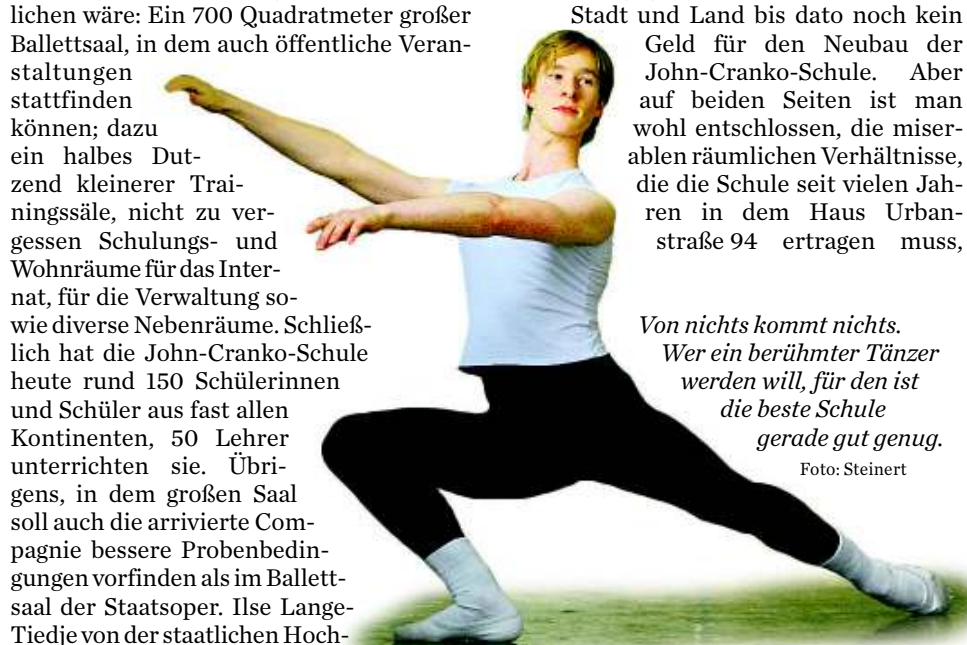 lichen wäre: Ein 700 Quadratmeter großer
Ballettsaal, in dem auch öffentliche Veran-
staltungen
stattfinden
können; dazu
ein halbes Dut-
zend kleinerer Trai-
ningssäle, nicht zu ver-
gessen Schulungs- und
Wohnräume für das Inter-
nat, für die Verwaltung so-
wie diverse Nebenräume. Schließ-
lich hat die John-Cranko-Schule
heute rund 150 Schülerinnen
und Schüler aus fast allen
Kontinenten, 50 Lehrer
unterrichten sie. Übri-
gens, in dem großen Saal
soll auch die arrivierte Com-
pagnie bessere Probenbedin-
gungen vorfinden als im Ballett-
saal der Staatsoper. Ilse Lange-
Tiedje von der staatlichen Hoch-
Stadt und Land bis dato noch kein
Geld für den Neubau der
John-Cranko-Schule. Aber
auf beiden Seiten ist man
wohl entschlossen, die miser-
ablen räumlichen Verhältnisse,
die die Schule seit vielen Jah-
ren in dem Haus Urban-
straße 94 ertragen muss,
Von nichts kommt nichts.
Wer ein berühmter Tänzer
werden will, für den ist
die beste Schule
gerade gut genug.
Foto: Steinert